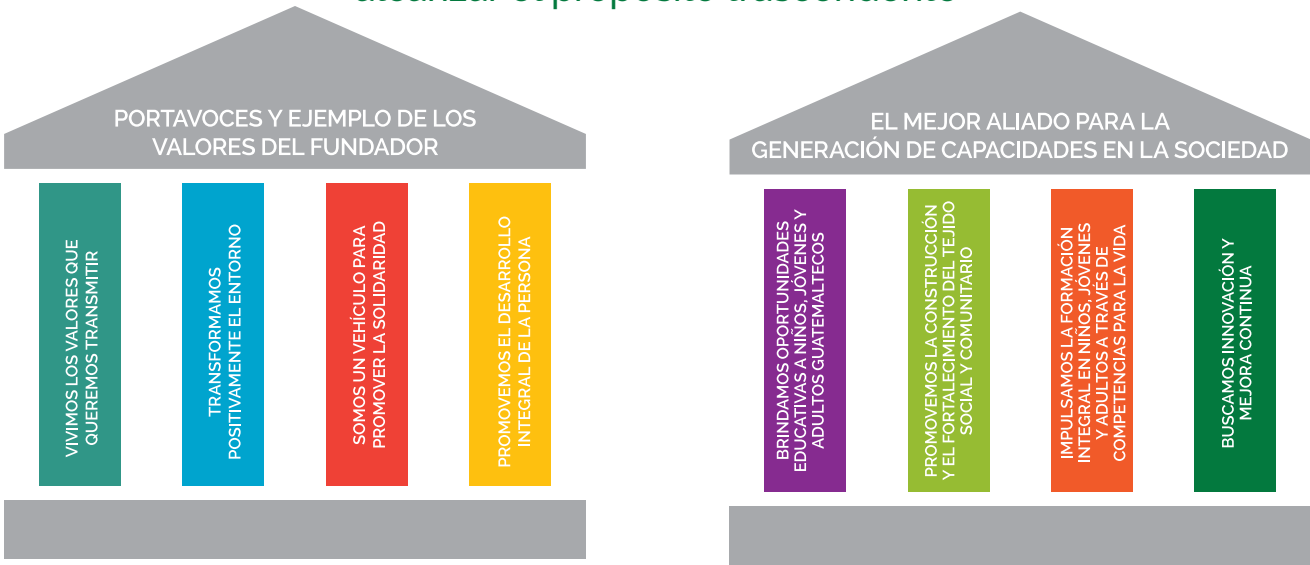 alcanzar el propósito trascendente
PORTAVOCES Y EJEMPLO DE LOS
VALORES DEL FUNDADOR
VIVIMOS LOS VALORES QUE
QUEREMOS TRANSMITIR
TRANSFORMAMOS
POSITIVAMENTE EL ENTORNO
SOMOS UN VEHÍCULO PARA
PROMOVER LA SOLIDARIDAD
PROMOVEMOS EL DESARROLLO
INTEGRAL DE LA PERSONA
EL MEJOR ALIADO PARA LA
GENERACIÓN DE CAPACIDADES EN LA SOCIEDAD
BRINDAMOS OPORTUNIDADES
EDUCATIVAS A NIÑOS, JÓVENES Y
ADULTOS GUATEMALTECOS
PROMOVEMOS LA CONSTRUCCIÓN
Y EL FORTALECIMIENTO DEL TEJIDO
SOCIAL Y COMUNITARIO
IMPULSAMOS LA FORMACIÓN
INTEGRAL EN NIÑOS, JÓVENES
Y ADULTOS A TRAVÉS DE
COMPETENCIAS PARA LA VIDA
BUSCAMOS INNOVACIÓN Y
MEJORA CONTINUA